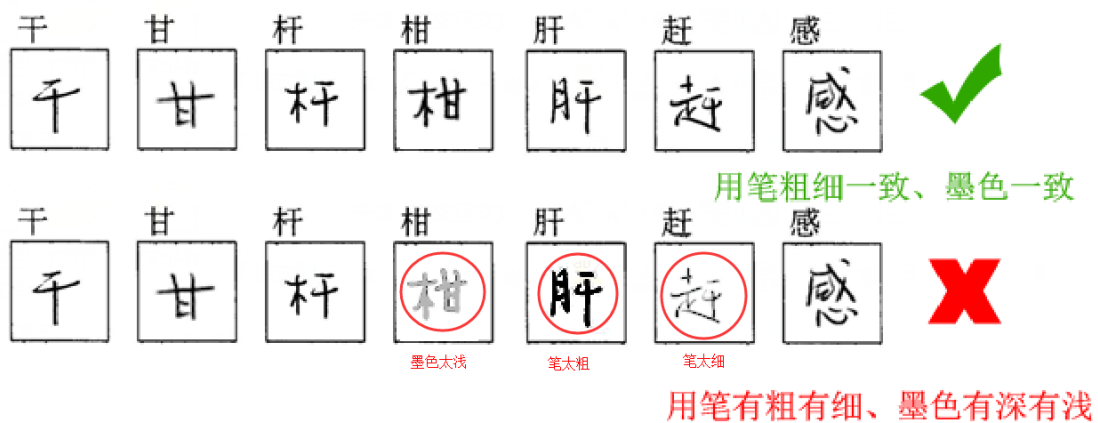 干 甘 杆 柑 肝 赶 感
干 甘 杆 柑 肝 赶 感
用笔粗细一致、墨色一致
干 甘 杆 柑 肝 赶 感
干 甘 杆 柑 肝 赶 感
墨色太浅 笔太粗 笔太细
用笔有粗有细、墨色有深有浅